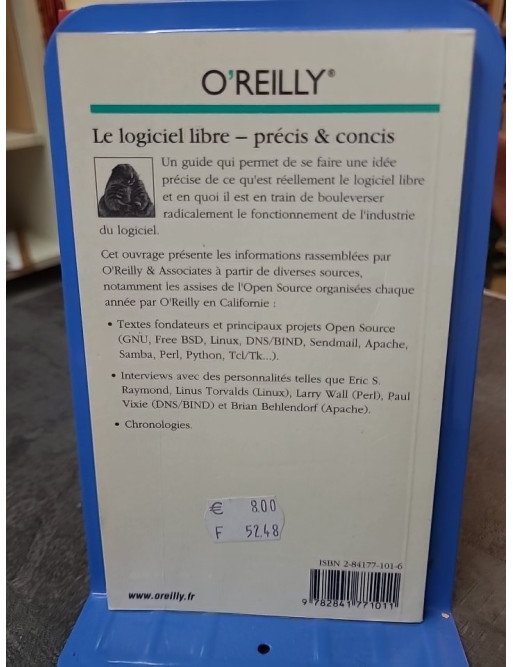 O'REILLY®
Le logiciel libre – précis & concis
Un guide qui permet de se faire une idée
précise de ce qu'est réellement le logiciel libre
et en quoi il est en train de bouleverser
radicalement le fonctionnement de l'industrie
du logiciel.
Cet ouvrage présente les informations rassemblées par
O'Reilly & Associates à partir de diverses sources,
notamment les assises de l'Open Source organisées chaque
année par O'Reilly en Californie :
• Textes fondateurs et principaux projets Open Source
(GNU, Free BSD, Linux, DNS/BIND, Sendmail, Apache,
Samba, Perl, Python, Tcl/Tk...).
• Interviews avec des personnalités telles que Eric S.
Raymond, Linus Torvalds (Linux), Larry Wall (Perl), Paul
Vixie (DNS/BIND) et Brian Behlendorf (Apache).
• Chronologies.
€ 8.00
F 52.48
ISBN 2-84177-101-6
www.oreilly.fr
9 782841 771011